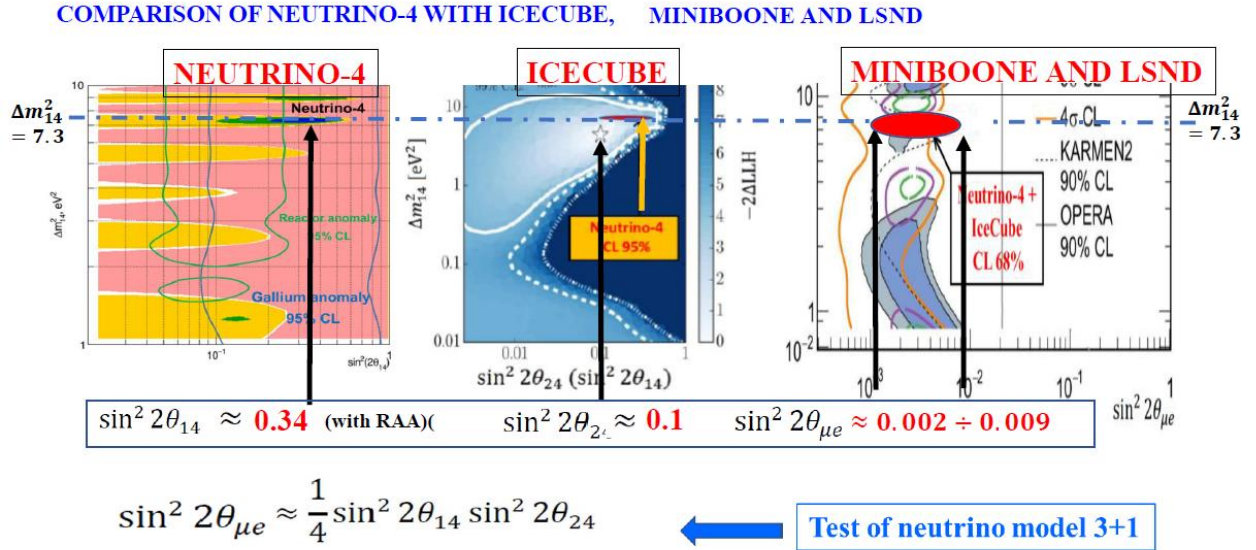 COMPARISON OF NEUTRINO-4 WITH ICECUBE, MINIBOONE AND LSND
NEUTRINO-4
ICECUBE
MINIBOONE AND LSND
Δm²₁₄
= 7.3
10
Neutrino-4
Reactor anomaly
95% CL
Gallium anomaly
95% CL
Δm²₁₄, eV²
1
10⁻¹
1
sin²(2θ₁₄)
99% CL
10
1
0.1
0.01
Δm²₁₄ [eV²]
Neutrino-4
CL 95%
0.01
0.1
1
sin² 2θ₂₄ (sin² 2θ₁₄)
8
7
6
5
4
3
2
1
0
−2ΔLLH
10
1
10⁻²
% CL
4σ CL
KARMEN2
90% CL
OPERA
90% CL
Neutrino-4 +
IceCube
CL 68%
10⁻²
10⁻¹
1
sin² 2θμe
Δm²₁₄
= 7.3
sin² 2θ₁₄ ≈ 0.34 (with RAA)( sin² 2θ₂ ≈ 0.1 sin² 2θμe ≈ 0.002 ÷ 0.009
sin² 2θμe ≈ 1/4 sin² 2θ₁₄ sin² 2θ₂₄
Test of neutrino model 3+1